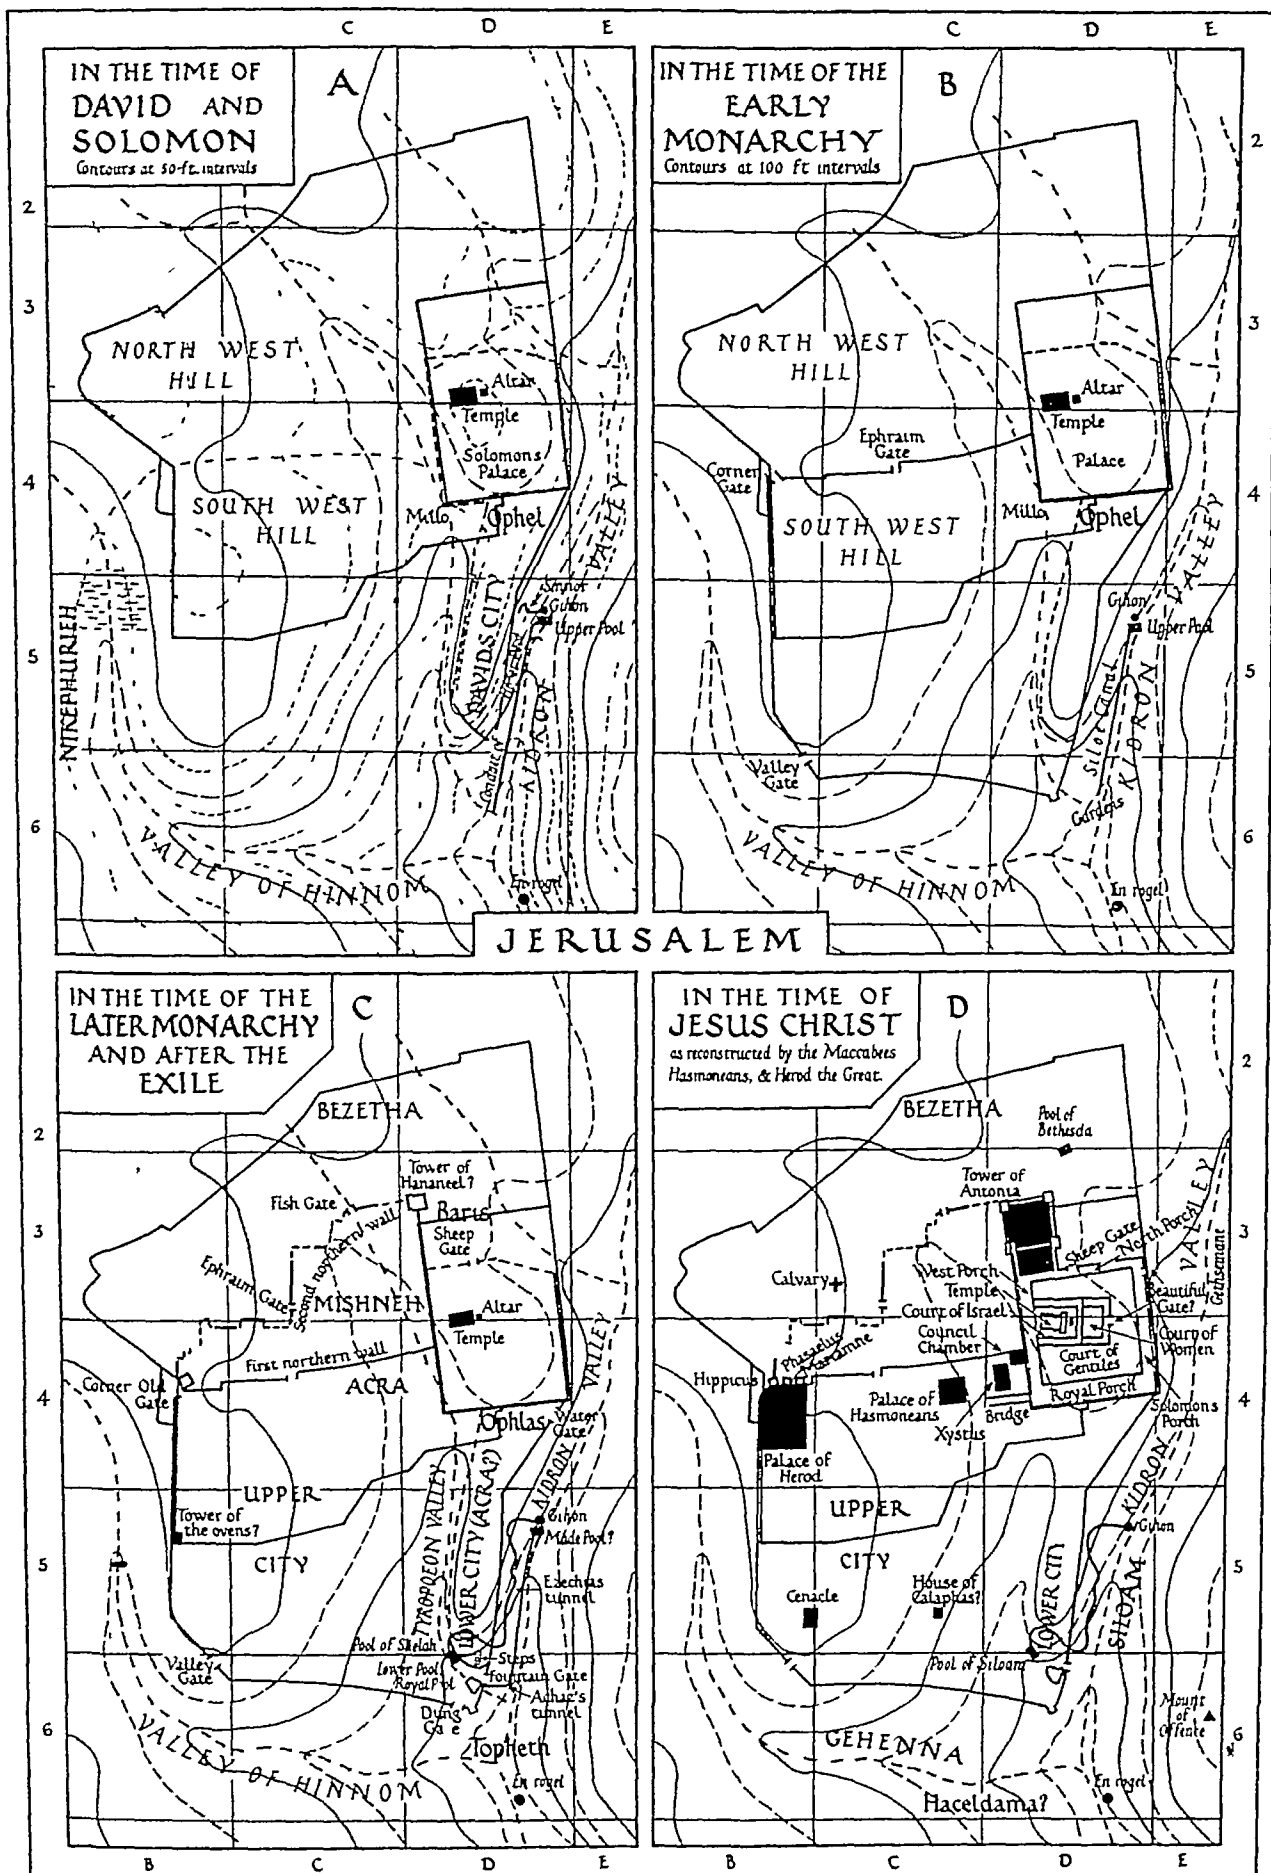 C D E
IN THE TIME OF
DAVID AND
SOLOMON
Contours at 50-ft. intervals
A
2
3
4
5
6
NORTH WEST
HILL
Altar
Temple
Solomon's
Palace
SOUTH WEST
HILL
Millo
Ophel
VALLEY
NIKEPHURIEH
DAVIDS CITY
Sinnor
Gihon
Upper Pool
Conduit of
KIDRON
VALLEY OF HINNOM
En rogel
C D E
IN THE TIME OF THE
EARLY
MONARCHY
Contours at 100 ft intervals
B
2
3
4
5
6
NORTH WEST
HILL
Altar
Temple
Ephraim
Gate
Palace
Corner
Gate
SOUTH WEST
HILL
Millo
Ophel
VALLEY
Gihon
Upper Pool
Siloe Canal
KIDRON
Valley
Gate
Gardens
VALLEY OF HINNOM
En rogel
JERUSALEM
IN THE TIME OF THE
LATER MONARCHY
AND AFTER THE
EXILE
C
2
3
4
5
6
BEZETHA
Tower of
Hananeel?
Fish Gate
Baris
Sheep
Gate
Second northern wall
Ephraim Gate
MISHNEH
Altar
Temple
First northern wall
ACRA
Corner Old
Gate
VALLEY
Ophlas
Water
Gate
KIDRON
UPPER
CITY
Tower of
the ovens?
TYROPOEON VALLEY
LOWER CITY (ACRA?)
Gihon
Made Pool?
Ezechias
tunnel
Pool of Shelah
Lower Pool
Steps
Fountain Gate
Achaz's
tunnel
Valley
Gate
Topheth
VALLEY OF HINNOM
En rogel
B C D E
IN THE TIME OF
JESUS CHRIST
as reconstructed by the Maccabees
Hasmoneans, & Herod the Great.
D
2
3
4
5
6
BEZETHA
Pool of
Bethesda
Tower of
Antonia
Sheep Gate
North Porch
VALLEY
Gethsemane
West Porch
Temple
Court of Israel
Council
Chamber
Beautiful
Gate?
Court of
Women
Court of
Gentiles
Royal Porch
Solomon's
Porch
Calvary
Phasaelus
Mariamne
Hippicus
Palace of
Hasmoneans
Xystus
Bridge
Palace of
Herod
UPPER
CITY
KIDRON
Gihon
Cenacle
House of
Caiaphas?
LOWER CITY
SILOAM
Pool of Siloam
Mount
of
Offence
GEHENNA
Haceldama?
En rogel
B C D E